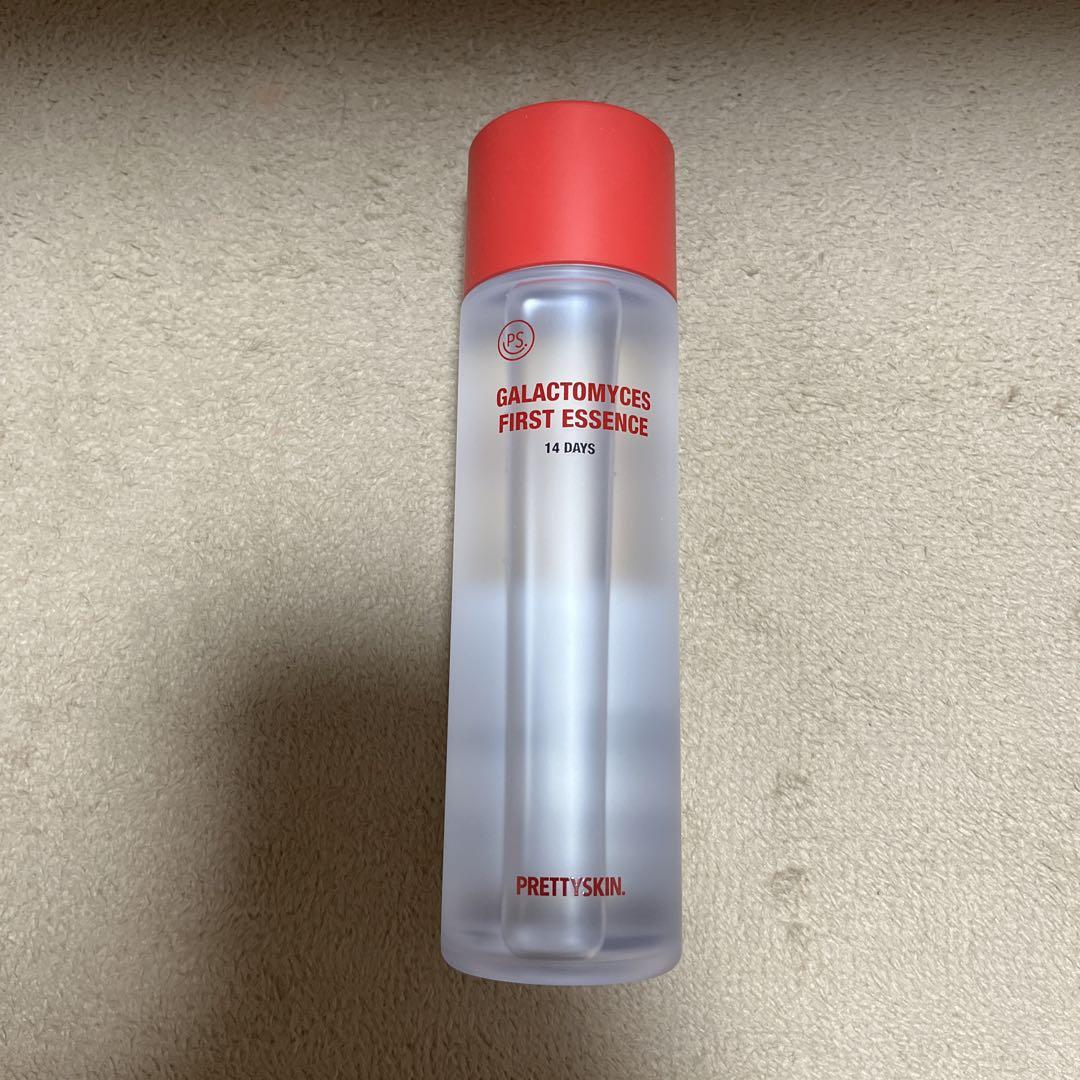 PS.
GALACTOMYCES
FIRST ESSENCE
14 DAYS
PRETTYSKIN.